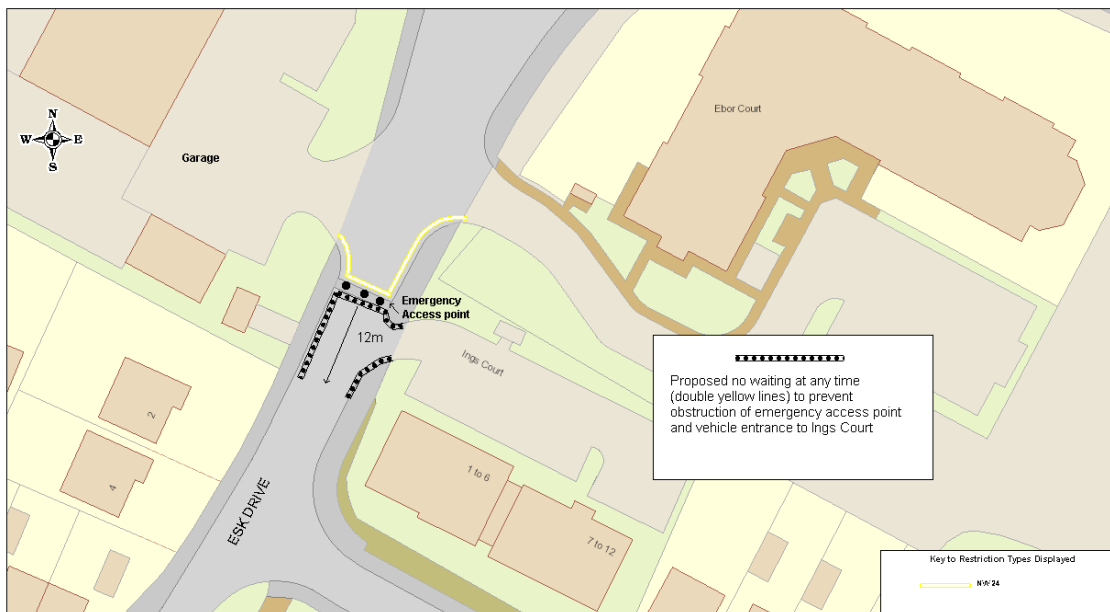 Ebor Court
N
W E
S
Garage
Emergency
Access point
12m
Ings Court
Proposed no waiting at any time
(double yellow lines) to prevent
obstruction of emergency access point
and vehicle entrance to Ings Court
2
4
1 to 6
7 to 12
ESK DRIVE
Key to Restriction Types Displayed
NW 24